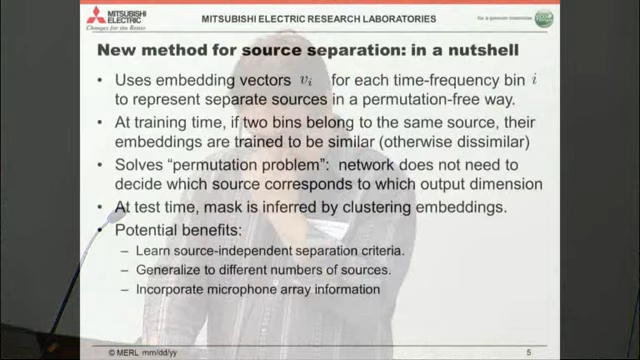 MITSUBISHI
ELECTRIC
Changes for the Better
MITSUBISHI ELECTRIC RESEARCH LABORATORIES
for a greener tomorrow
New method for source separation: in a nutshell
• Uses embedding vectors vᵢ for each time-frequency bin i
to represent separate sources in a permutation-free way.
• At training time, if two bins belong to the same source, their
embeddings are trained to be similar (otherwise dissimilar)
• Solves “permutation problem”: network does not need to
decide which source corresponds to which output dimension
• At test time, mask is inferred by clustering embeddings.
• Potential benefits:
– Learn source-independent separation criteria.
– Generalize to different numbers of sources.
– Incorporate microphone array information
© MERL mm/dd/yy
5